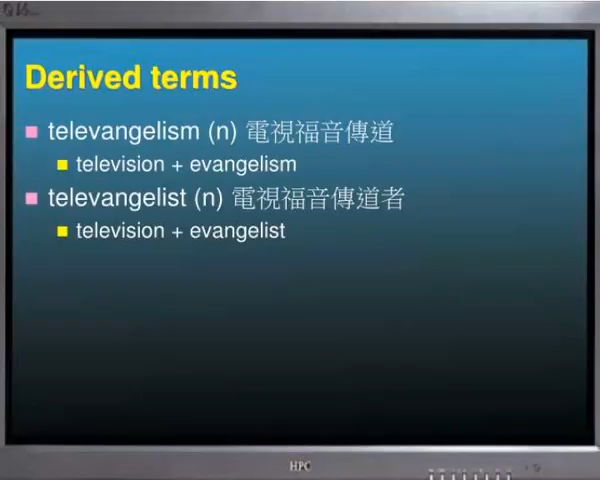 Derived terms
televangelism (n) 電視福音傳道
television + evangelism
televangelist (n) 電視福音傳道者
television + evangelist
HPC